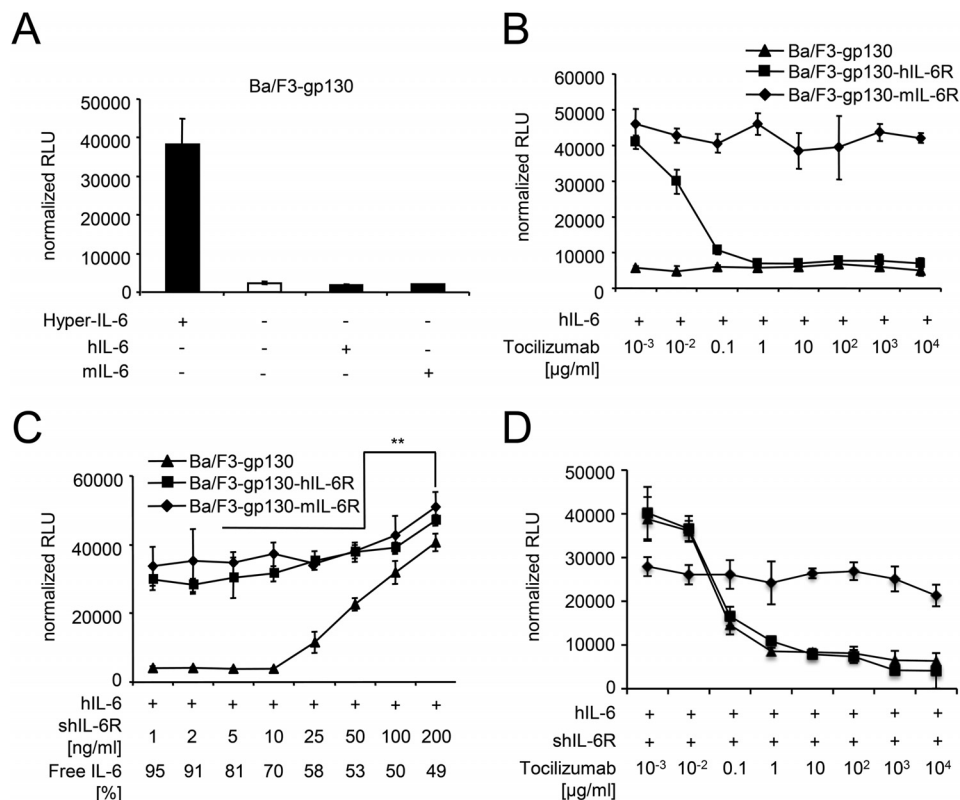 A
Ba/F3-gp130
normalized RLU
50000
40000
30000
20000
10000
0
Hyper-IL-6 + - - -
hIL-6 - - + -
mIL-6 - - - +
B
Ba/F3-gp130
Ba/F3-gp130-hIL-6R
Ba/F3-gp130-mIL-6R
normalized RLU
60000
50000
40000
30000
20000
10000
0
hIL-6 + + + + + + + +
Tocilizumab 10⁻³ 10⁻² 0.1 1 10 10² 10³ 10⁴
[µg/ml]
C
**
Ba/F3-gp130
Ba/F3-gp130-hIL-6R
Ba/F3-gp130-mIL-6R
normalized RLU
60000
40000
20000
0
hIL-6 + + + + + + + +
shIL-6R
[ng/ml] 1 2 5 10 25 50 100 200
Free IL-6 95 91 81 70 58 53 50 49
[%]
D
normalized RLU
50000
40000
30000
20000
10000
0
hIL-6 + + + + + + + +
shIL-6R + + + + + + + +
Tocilizumab 10⁻³ 10⁻² 0.1 1 10 10² 10³ 10⁴
[µg/ml]